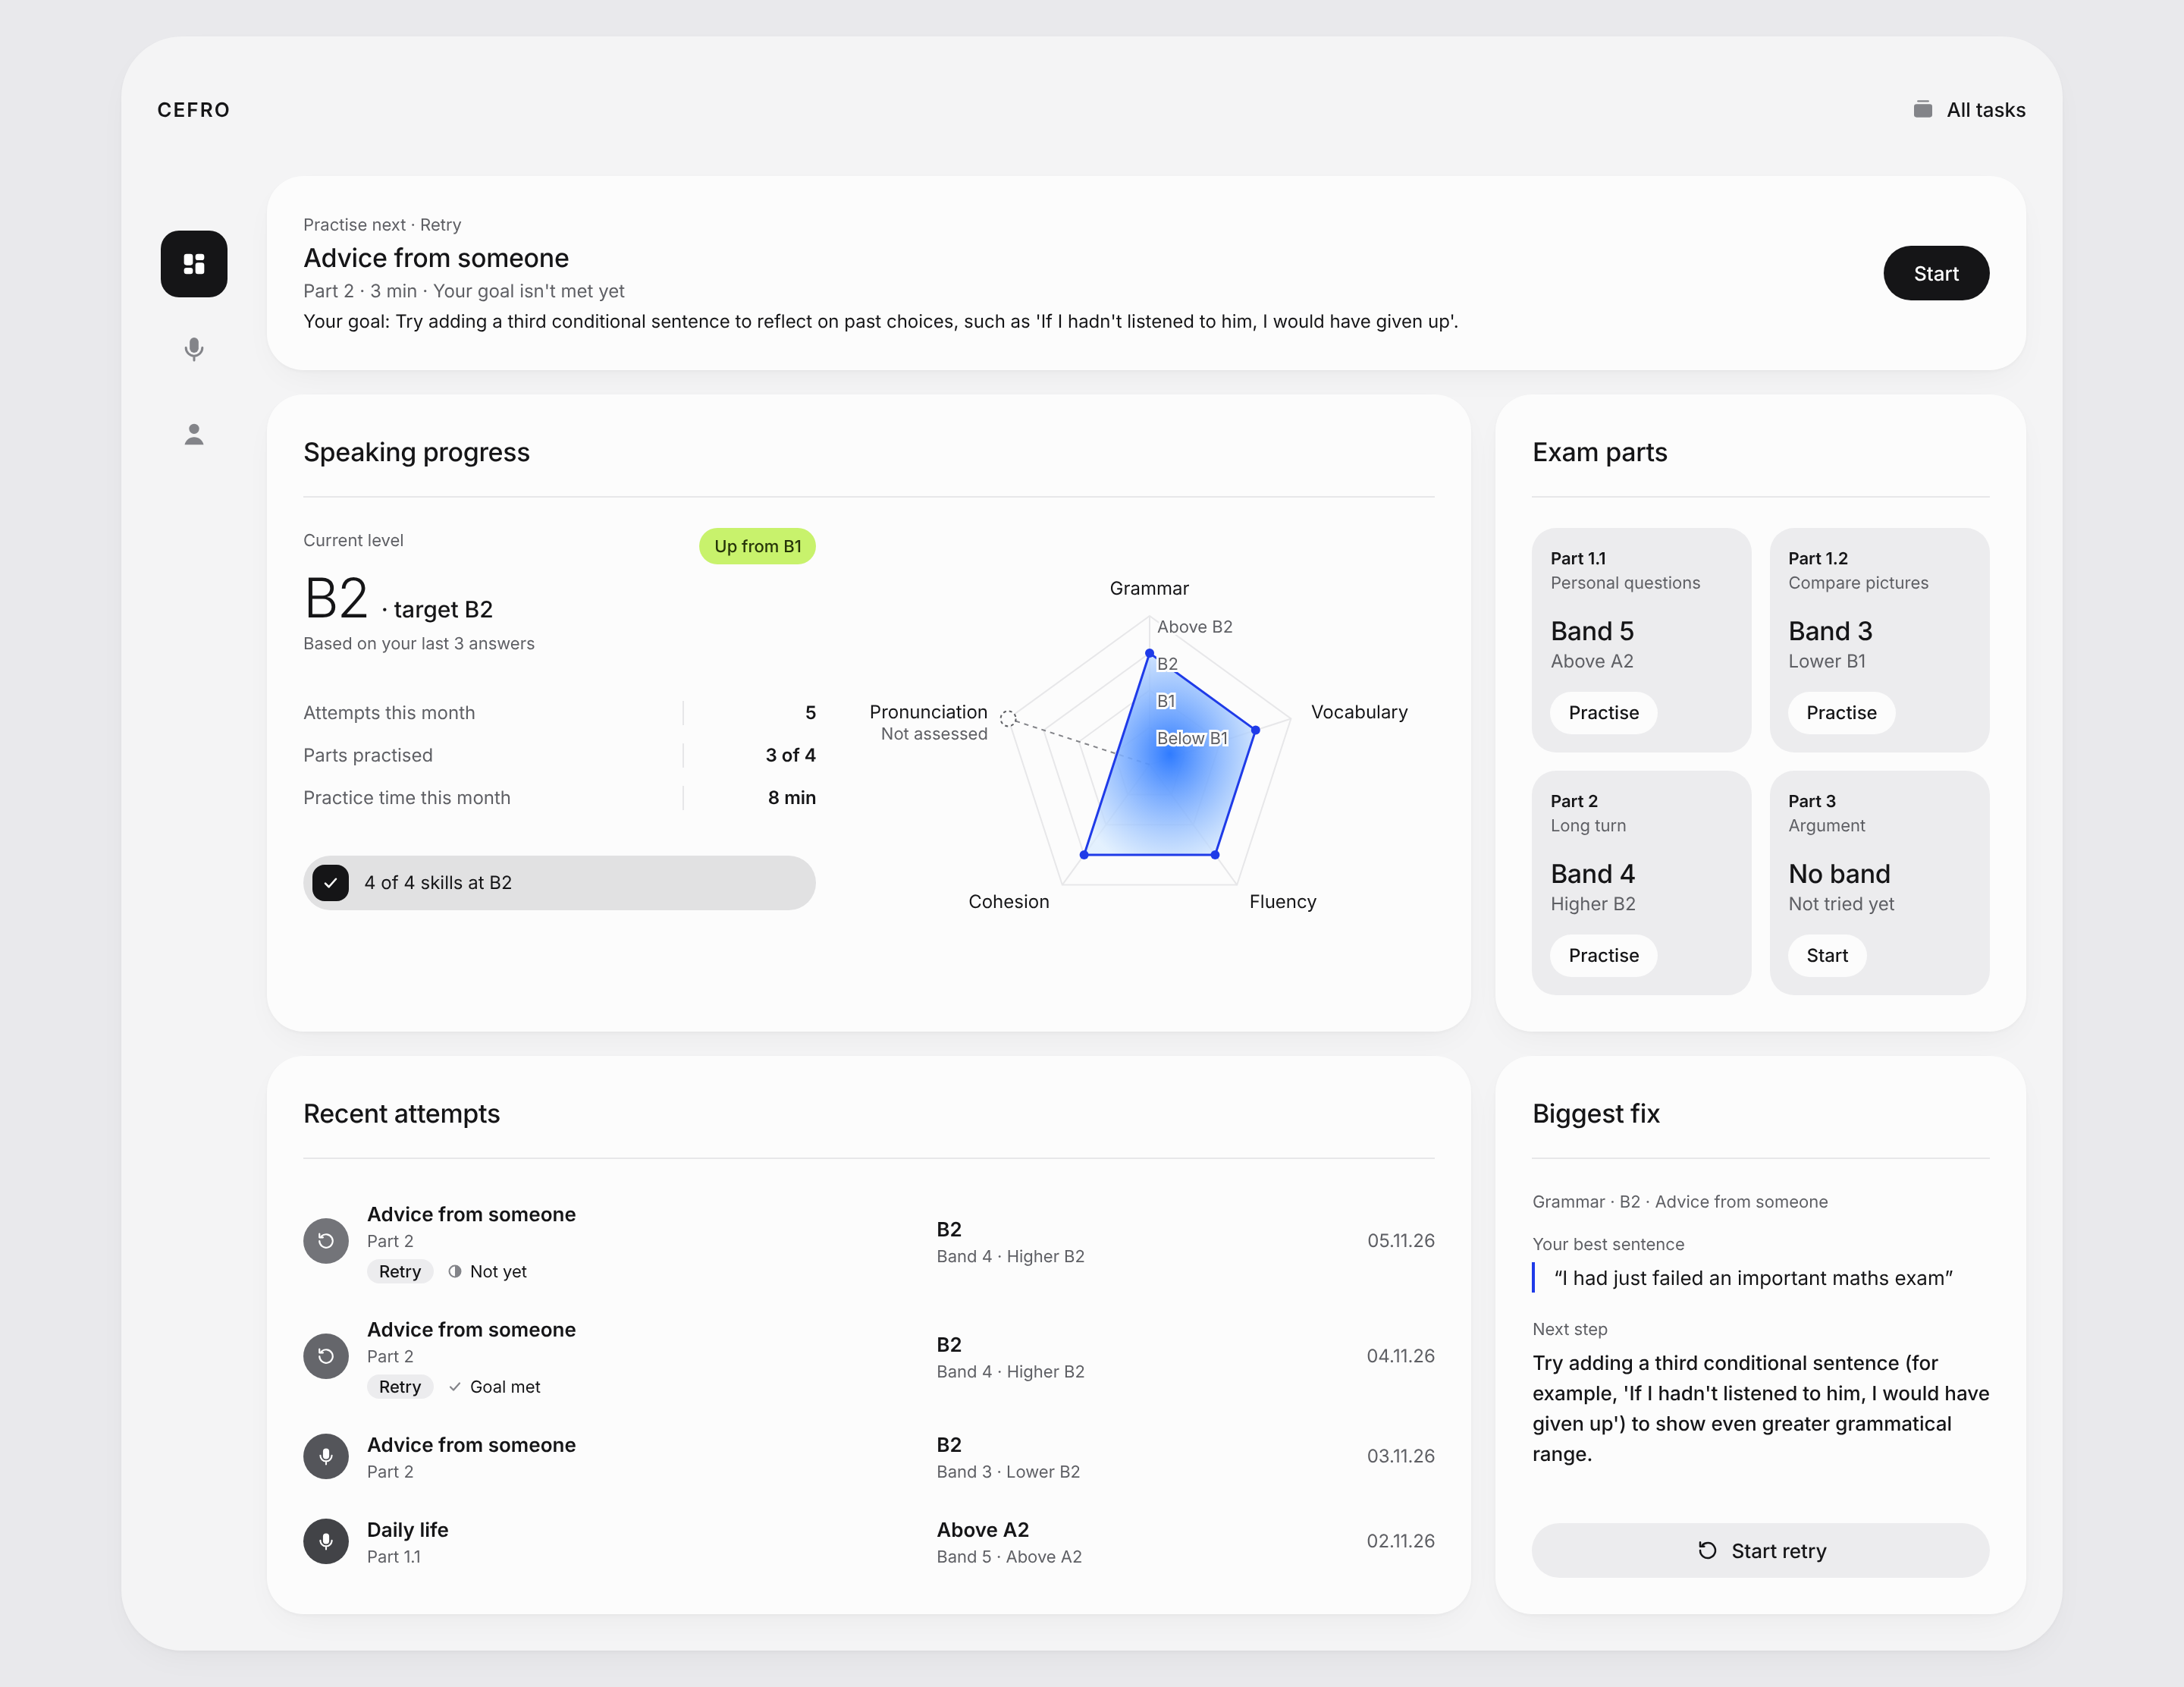 CEFRO
All tasks
Practise next · Retry
Advice from someone
Part 2 · 3 min · Your goal isn't met yet
Your goal: Try adding a third conditional sentence to reflect on past choices, such as 'If I hadn't listened to him, I would have given up'.
Start
Speaking progress
Current level
Up from B1
B2 · target B2
Based on your last 3 answers
Attempts this month 5
Parts practised 3 of 4
Practice time this month 8 min
4 of 4 skills at B2
Grammar
Above B2
B2
B1
Below B1
Pronunciation
Not assessed
Vocabulary
Cohesion
Fluency
Exam parts
Part 1.1
Personal questions
Band 5
Above A2
Practise
Part 1.2
Compare pictures
Band 3
Lower B1
Practise
Part 2
Long turn
Band 4
Higher B2
Practise
Part 3
Argument
No band
Not tried yet
Start
Recent attempts
Advice from someone
Part 2
Retry Not yet
B2
Band 4 · Higher B2
05.11.26
Advice from someone
Part 2
Retry Goal met
B2
Band 4 · Higher B2
04.11.26
Advice from someone
Part 2
B2
Band 3 · Lower B2
03.11.26
Daily life
Part 1.1
Above A2
Band 5 · Above A2
02.11.26
Biggest fix
Grammar · B2 · Advice from someone
Your best sentence
“I had just failed an important maths exam”
Next step
Try adding a third conditional sentence (for
example, 'If I hadn't listened to him, I would have
given up') to show even greater grammatical
range.
Start retry